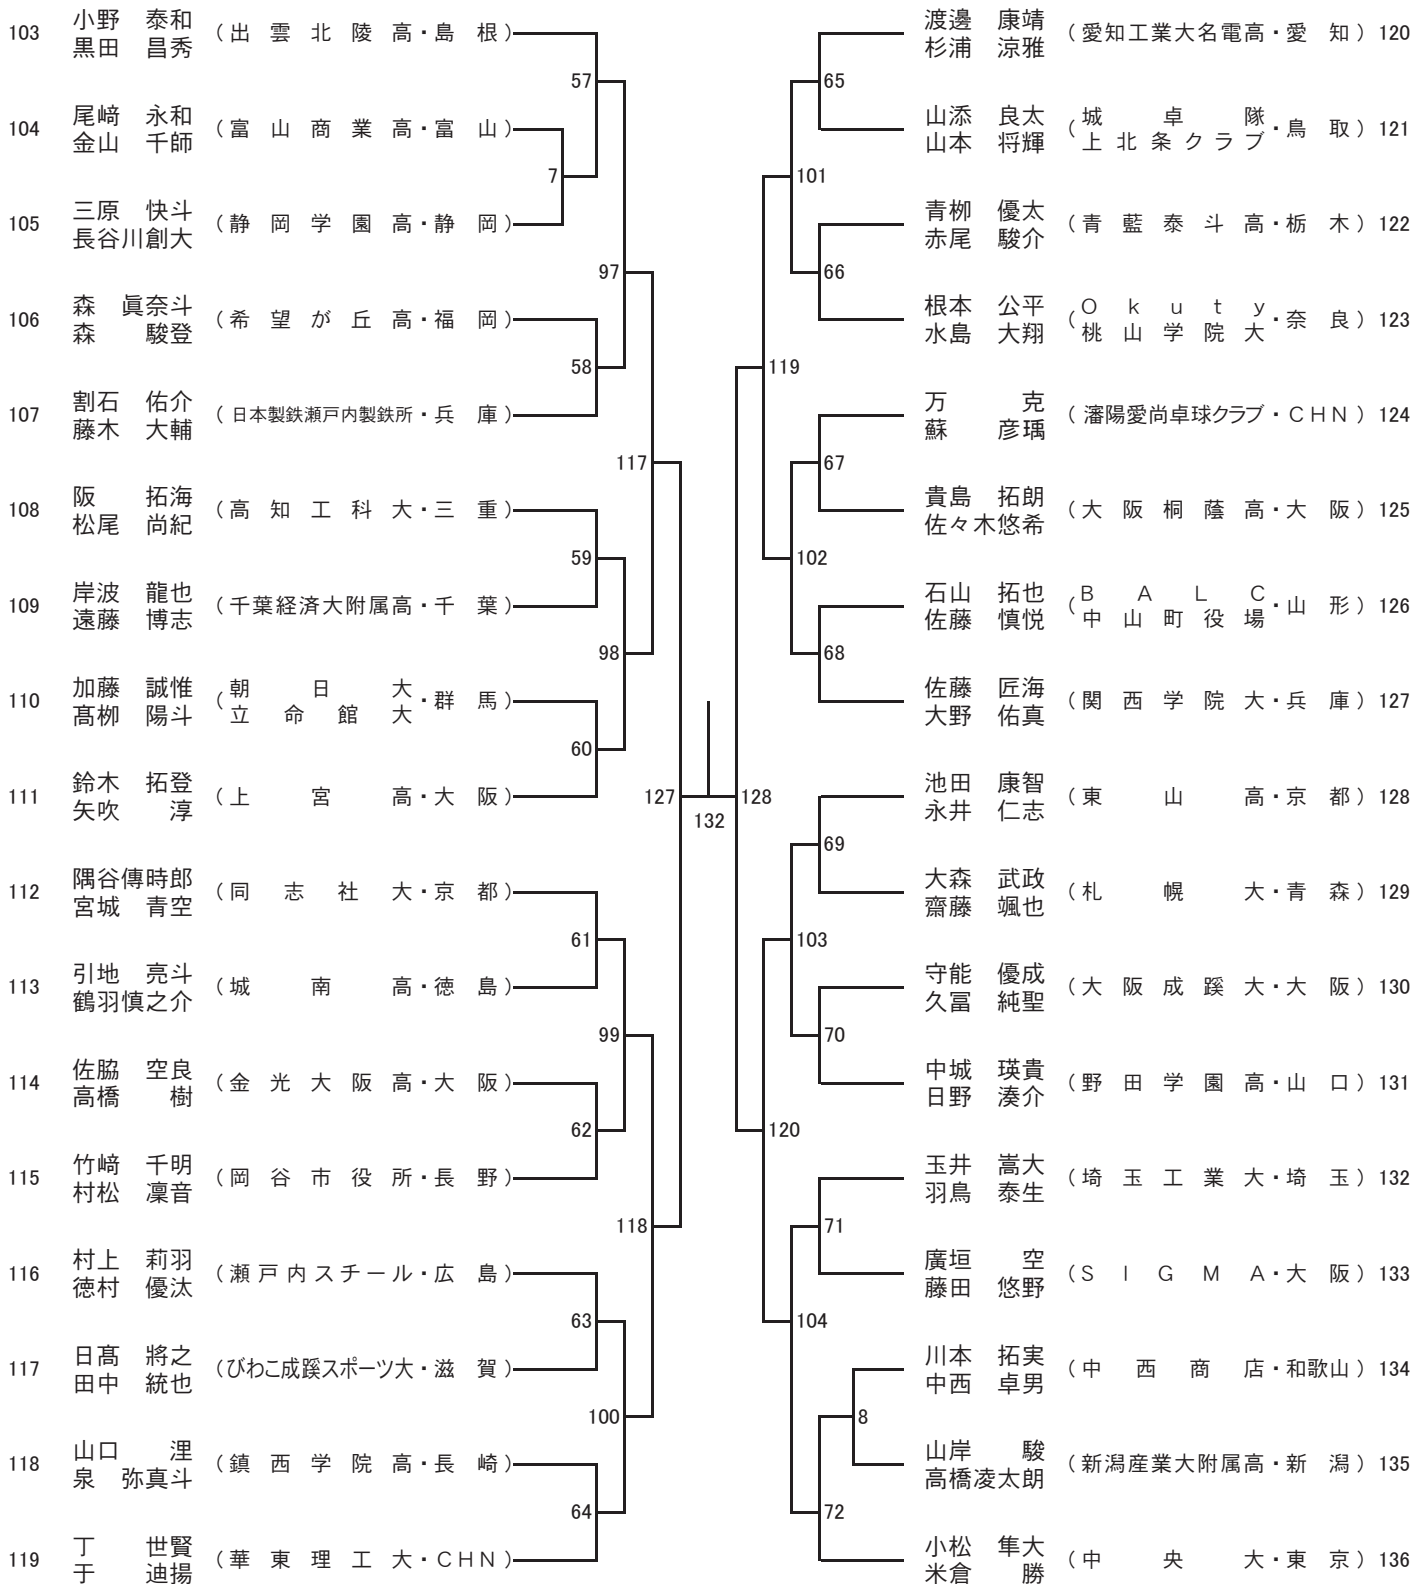 103 小野　泰和 (出雲北陵高・島根)
黒田　昌秀
57
104 尾﨑　永和 (富山商業高・富山)
金山　千師
7
105 三原　快斗 (静岡学園高・静岡)
長谷川創大
97
106 森　眞奈斗 (希望が丘高・福岡)
森　　駿登
58
107 割石　佑介 (日本製鉄瀬戸内製鉄所・兵庫)
藤木　大輔
117
108 阪　　拓海 (高知工科大・三重)
松尾　尚紀
59
109 岸波　龍也 (千葉経済大附属高・千葉)
遠藤　博志
98
110 加藤　誠惟 (朝日大
髙栁　陽斗 立命館大・群馬)
60
111 鈴木　拓登 (上宮高・大阪)
矢吹　　淳
127
132
128
112 隅谷傳時郎 (同志社大・京都)
宮城　青空
61
113 引地　亮斗 (城南高・徳島)
鶴羽慎之介
99
114 佐脇　空良 (金光大阪高・大阪)
高橋　　樹
62
115 竹﨑　千明 (岡谷市役所・長野)
村松　凜音
118
116 村上　莉羽 (瀬戸内スチール・広島)
徳村　優汰
63
117 日髙　將之 (びわこ成蹊スポーツ大・滋賀)
田中　統也
100
118 山口　　浬 (鎮西学院高・長崎)
泉　弥真斗
64
119 丁　　世賢 (華東理工大・CHN)
于　　迪揚
渡邊　康靖 (愛知工業大名電高・愛知) 120
杉浦　涼雅
65
山添　良太 (城卓隊
山本　将輝 上北条クラブ・鳥取) 121
101
青栁　優太 (青藍泰斗高・栃木) 122
赤尾　駿介
66
根本　公平 (Okuty
水島　大翔 桃山学院大・奈良) 123
119
万　　　克 (瀋陽愛尚卓球クラブ・CHN) 124
蘇　　彦瑀
67
貴島　拓朗 (大阪桐蔭高・大阪) 125
佐々木悠希
102
石山　拓也 (BALC
佐藤　慎悦 中山町役場・山形) 126
68
佐藤　匠海 (関西学院大・兵庫) 127
大野　佑真
池田　康智 (東山高・京都) 128
永井　仁志
69
大森　武政 (札幌大・青森) 129
齋藤　颯也
103
守能　優成 (大阪成蹊大・大阪) 130
久冨　純聖
70
中城　瑛貴 (野田学園高・山口) 131
日野　湊介
120
玉井　嵩大 (埼玉工業大・埼玉) 132
羽鳥　泰生
71
廣垣　　空 (SIGMA・大阪) 133
藤田　悠野
104
川本　拓実 (中西商店・和歌山) 134
中西　卓男
8
山岸　　駿 (新潟産業大附属高・新潟) 135
高橋凌太朗
72
小松　隼大 (中央大・東京) 136
米倉　　勝